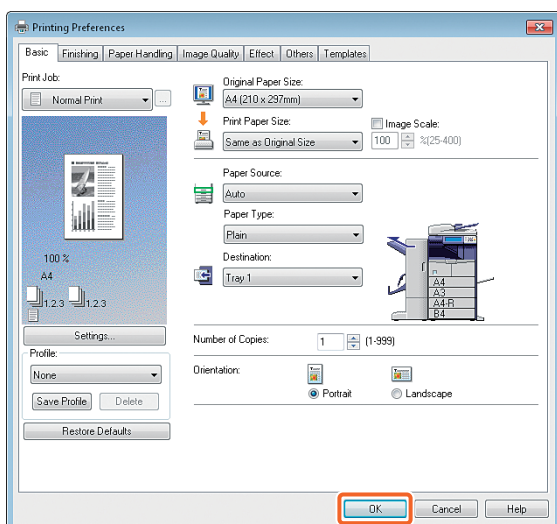 Printing Preferences
Basic Finishing Paper Handling Image Quality Effect Others Templates
Print Job:
Normal Print
...
100 %
A4
1.2.3 1.2.3
Settings...
Profile:
None
Save Profile Delete
Restore Defaults
Original Paper Size:
A4 (210 x 297mm)
Print Paper Size:
Same as Original Size
Image Scale:
100 %(25-400)
Paper Source:
Auto
Paper Type:
Plain
Destination:
Tray 1
A4
A3
A4-R
B4
Number of Copies: 1 (1-999)
Orientation:
Portrait Landscape
OK Cancel Help